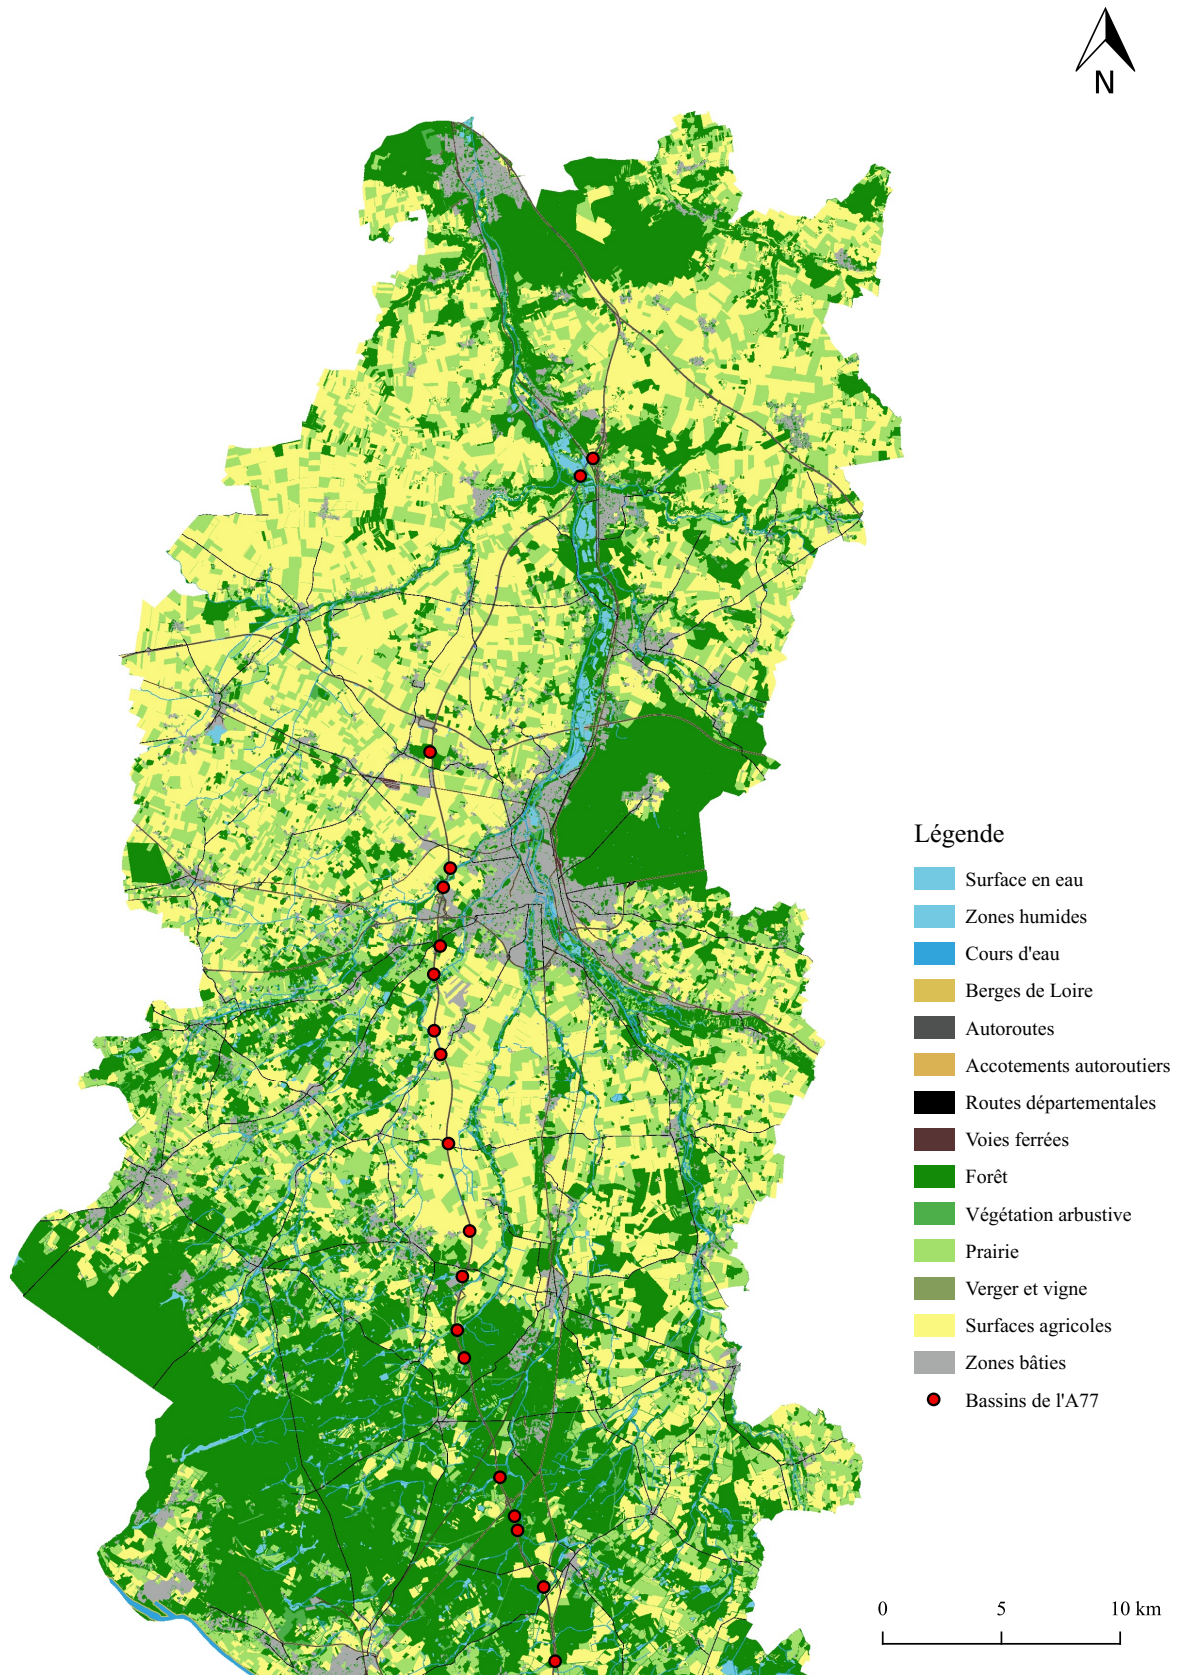 N
Légende
Surface en eau
Zones humides
Cours d'eau
Berges de Loire
Autoroutes
Accotements autoroutiers
Routes départementales
Voies ferrées
Forêt
Végétation arbustive
Prairie
Verger et vigne
Surfaces agricoles
Zones bâties
Bassins de l'A77
0 5 10 km